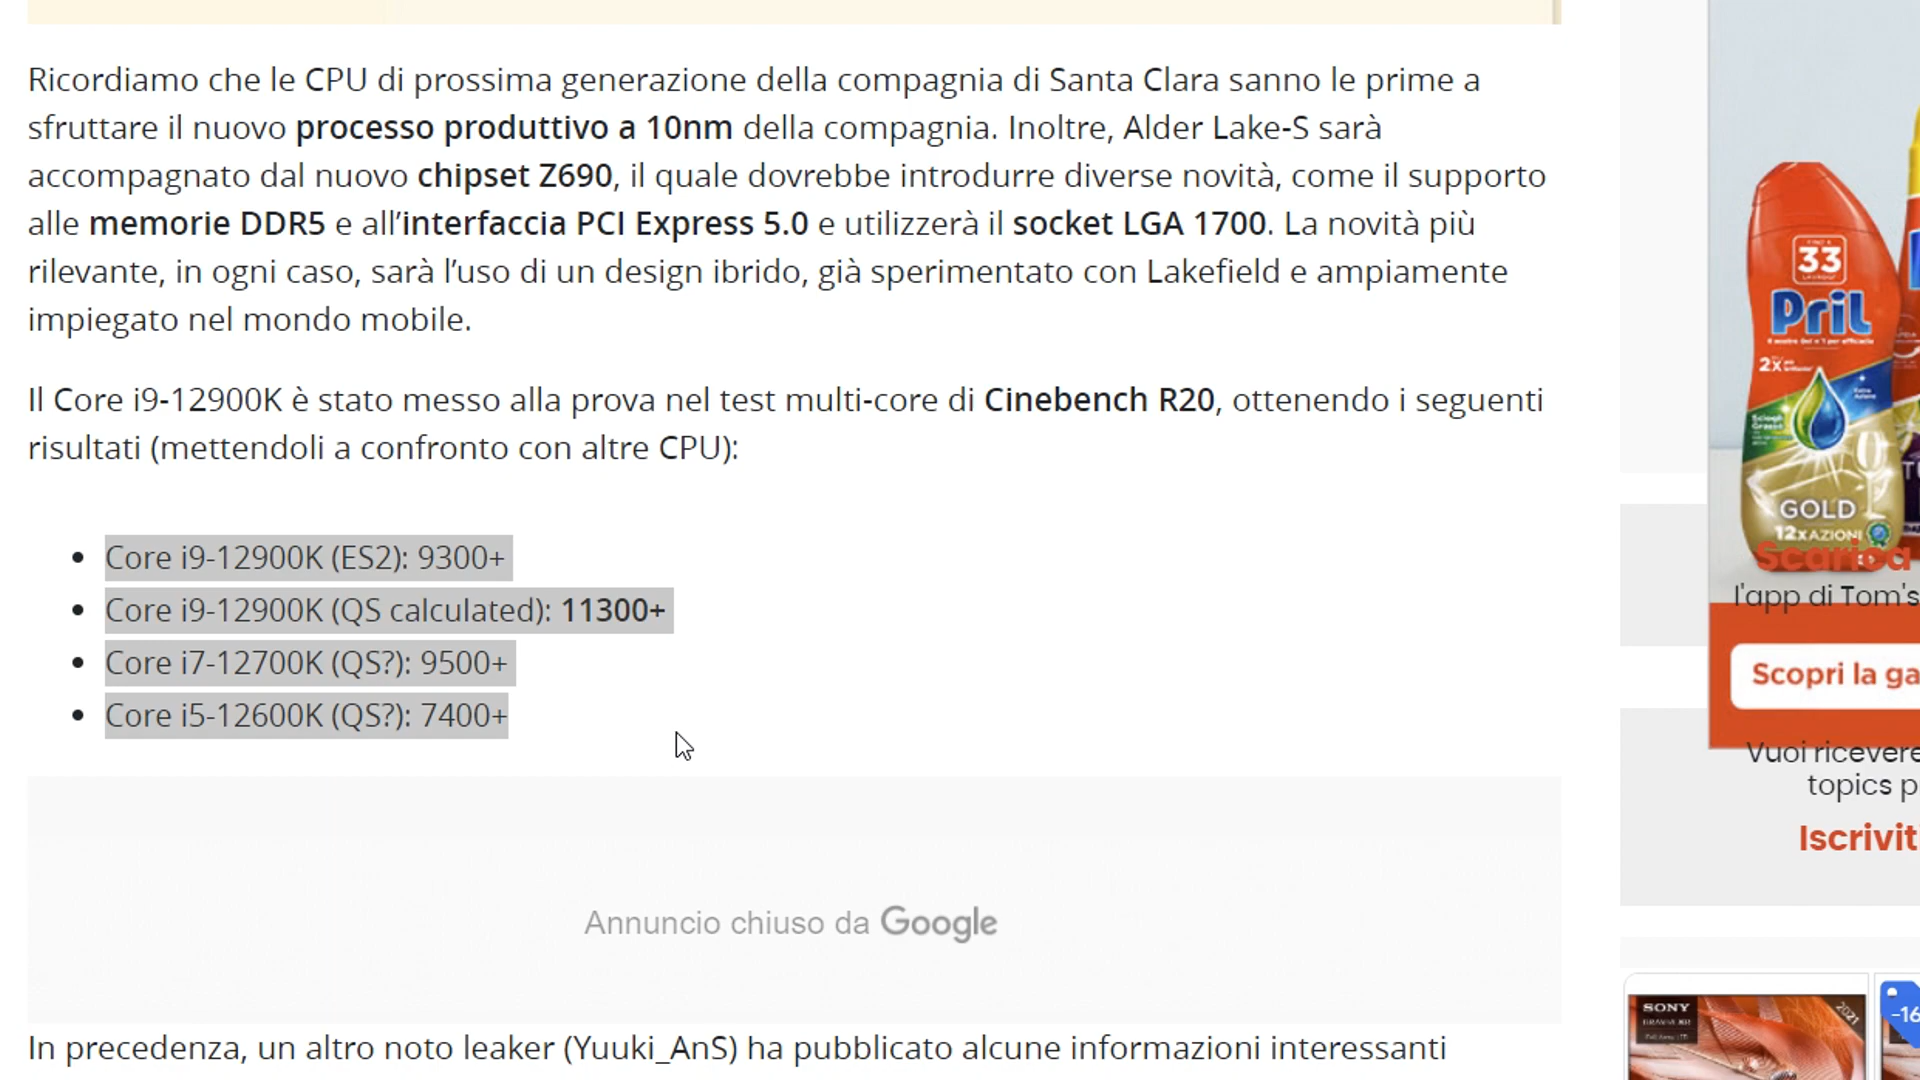 Ricordiamo che le CPU di prossima generazione della compagnia di Santa Clara sanno le prime a
sfruttare il nuovo processo produttivo a 10nm della compagnia. Inoltre, Alder Lake-S sarà
accompagnato dal nuovo chipset Z690, il quale dovrebbe introdurre diverse novità, come il supporto
alle memorie DDR5 e all’interfaccia PCI Express 5.0 e utilizzerà il socket LGA 1700. La novità più
rilevante, in ogni caso, sarà l’uso di un design ibrido, già sperimentato con Lakefield e ampiamente
impiegato nel mondo mobile.
Il Core i9-12900K è stato messo alla prova nel test multi-core di Cinebench R20, ottenendo i seguenti
risultati (mettendoli a confronto con altre CPU):
Core i9-12900K (ES2): 9300+
Core i9-12900K (QS calculated): 11300+
Core i7-12700K (QS?): 9500+
Core i5-12600K (QS?): 7400+
Annuncio chiuso da Google
In precedenza, un altro noto leaker (Yuuki_AnS) ha pubblicato alcune informazioni interessanti
33
Pril
2X
GOLD
12XAZIONI
Scarica
l'app di Tom's
Scopri la ga
Vuoi ricevere
topics p
Iscriviti
SONY
2021
-16